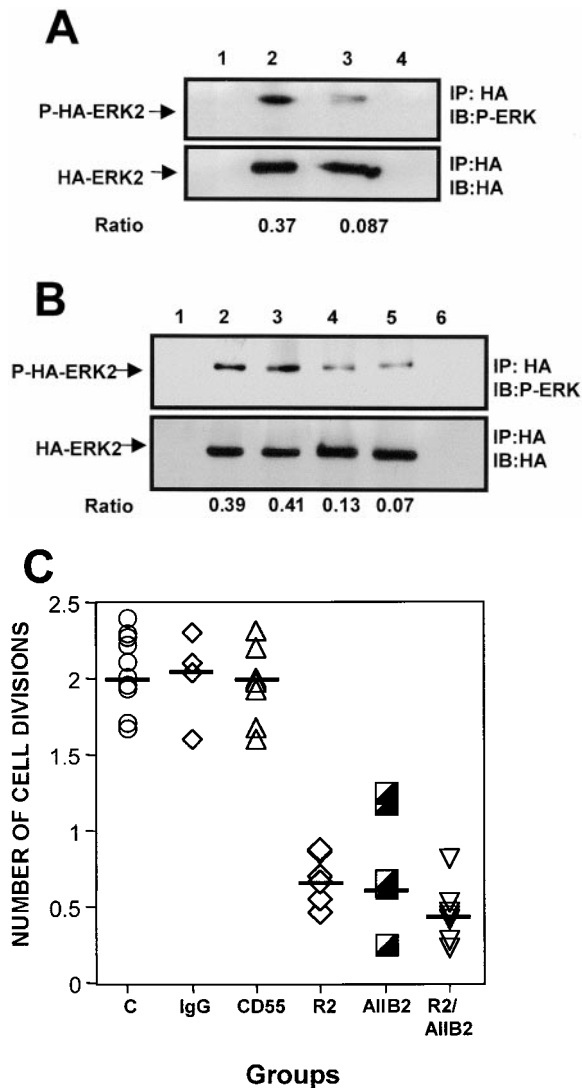 A
1 2 3 4
P-HA-ERK2
IP: HA
IB:P-ERK
HA-ERK2
IP:HA
IB:HA
Ratio 0.37 0.087
B
1 2 3 4 5 6
P-HA-ERK2
IP: HA
IB:P-ERK
HA-ERK2
IP:HA
IB:HA
Ratio 0.39 0.41 0.13 0.07
C
NUMBER OF CELL DIVISIONS
2.5
2
1.5
1
0.5
0
C IgG CD55 R2 AIIB2 R2/
AIIB2
Groups